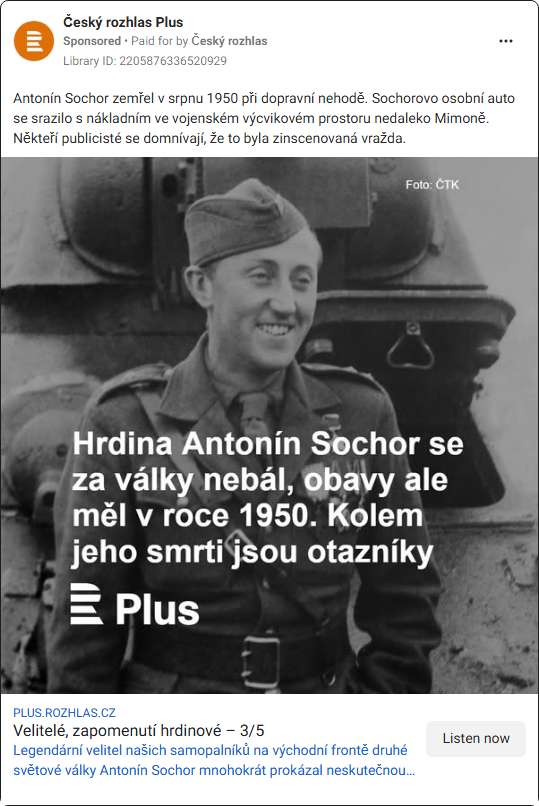 Český rozhlas Plus
Sponsored • Paid for by Český rozhlas
Library ID: 2205876336520929
Antonín Sochor zemřel v srpnu 1950 při dopravní nehodě. Sochorovo osobní auto
se srazilo s nákladním ve vojenském výcvikovém prostoru nedaleko Mimoně.
Někteří publicisté se domnívají, že to byla zinscenovaná vražda.
Foto: ČTK
Hrdina Antonín Sochor se
za války nebál, obavy ale
měl v roce 1950. Kolem
jeho smrti jsou otazníky
Plus
PLUS.ROZHLAS.CZ
Velitelé, zapomenutí hrdinové – 3/5
Legendární velitel našich samopalníků na východní frontě druhé
světové války Antonín Sochor mnohokrát prokázal neskutečnou...
Listen now